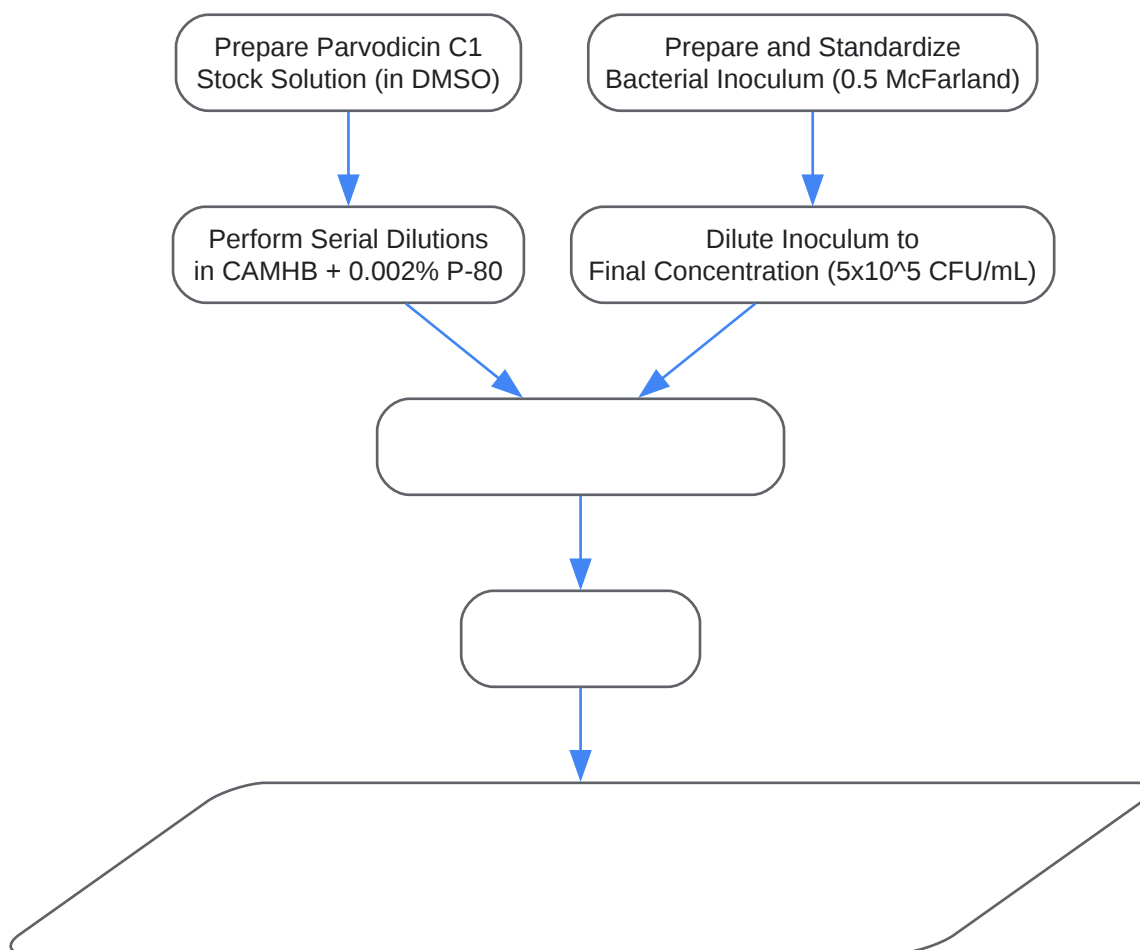 Prepare Parvodicin C1
Stock Solution (in DMSO)
Prepare and Standardize
Bacterial Inoculum (0.5 McFarland)
Perform Serial Dilutions
in CAMHB + 0.002% P-80
Dilute Inoculum to
Final Concentration (5x10^5 CFU/mL)